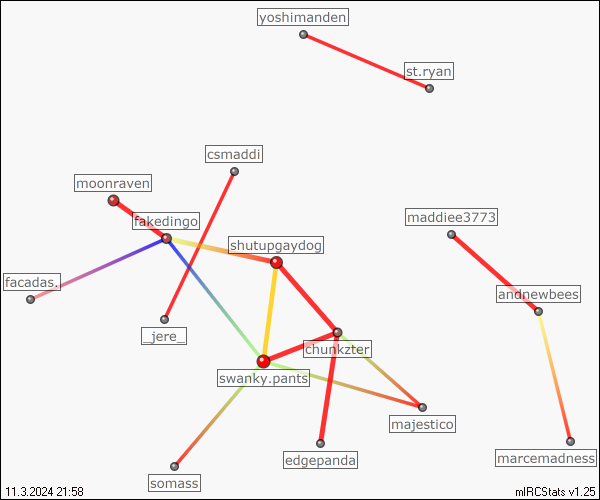 yoshimanden
st.ryan
csmaddi
moonraven
maddiee3773
fakedingo
shutupgaydog
facadas.
andnewbees
_jere_
chunkzter
swanky.pants
majestico
edgepanda
marcemadness
somass
11.3.2024 21:58
mIRCStats v1.25